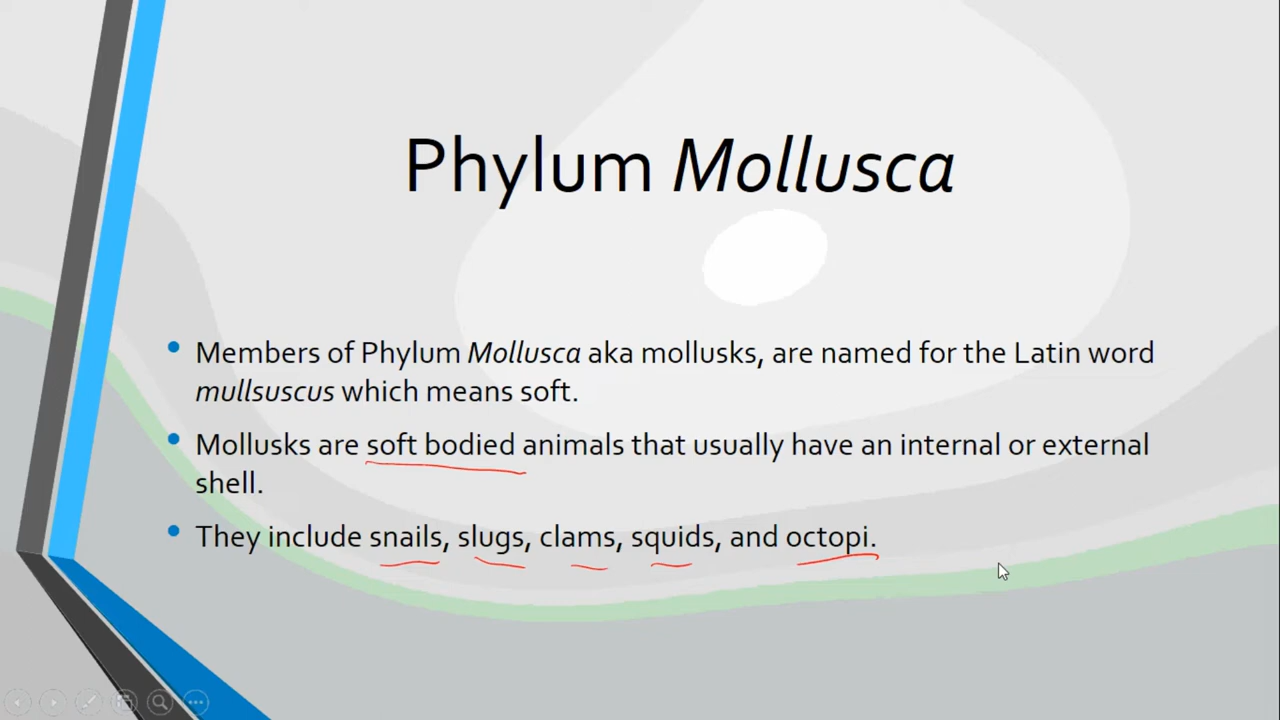 Phylum Mollusca
Members of Phylum Mollusca aka mollusks, are named for the Latin word
mullsuscus which means soft.
Mollusks are soft bodied animals that usually have an internal or external
shell.
They include snails, slugs, clams, squids, and octopi.